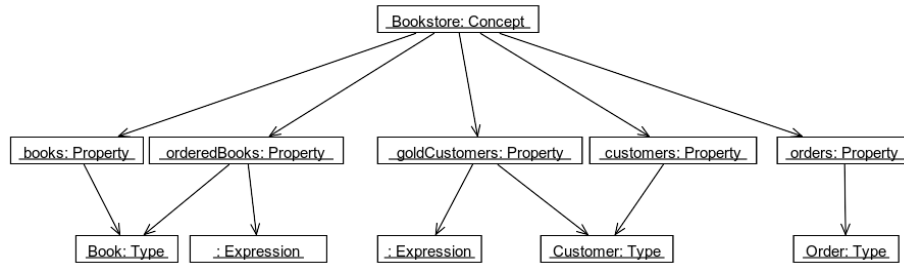 Bookstore: Concept
books: Property
orderedBooks: Property
goldCustomers: Property
customers: Property
orders: Property
Book: Type
: Expression
: Expression
Customer: Type
Order: Type